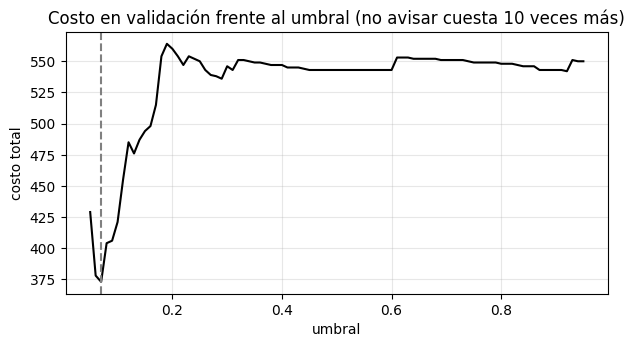 Costo en validación frente al umbral (no avisar cuesta 10 veces más)
costo total
550
525
500
475
450
425
400
375
0.2 0.4 0.6 0.8
umbral